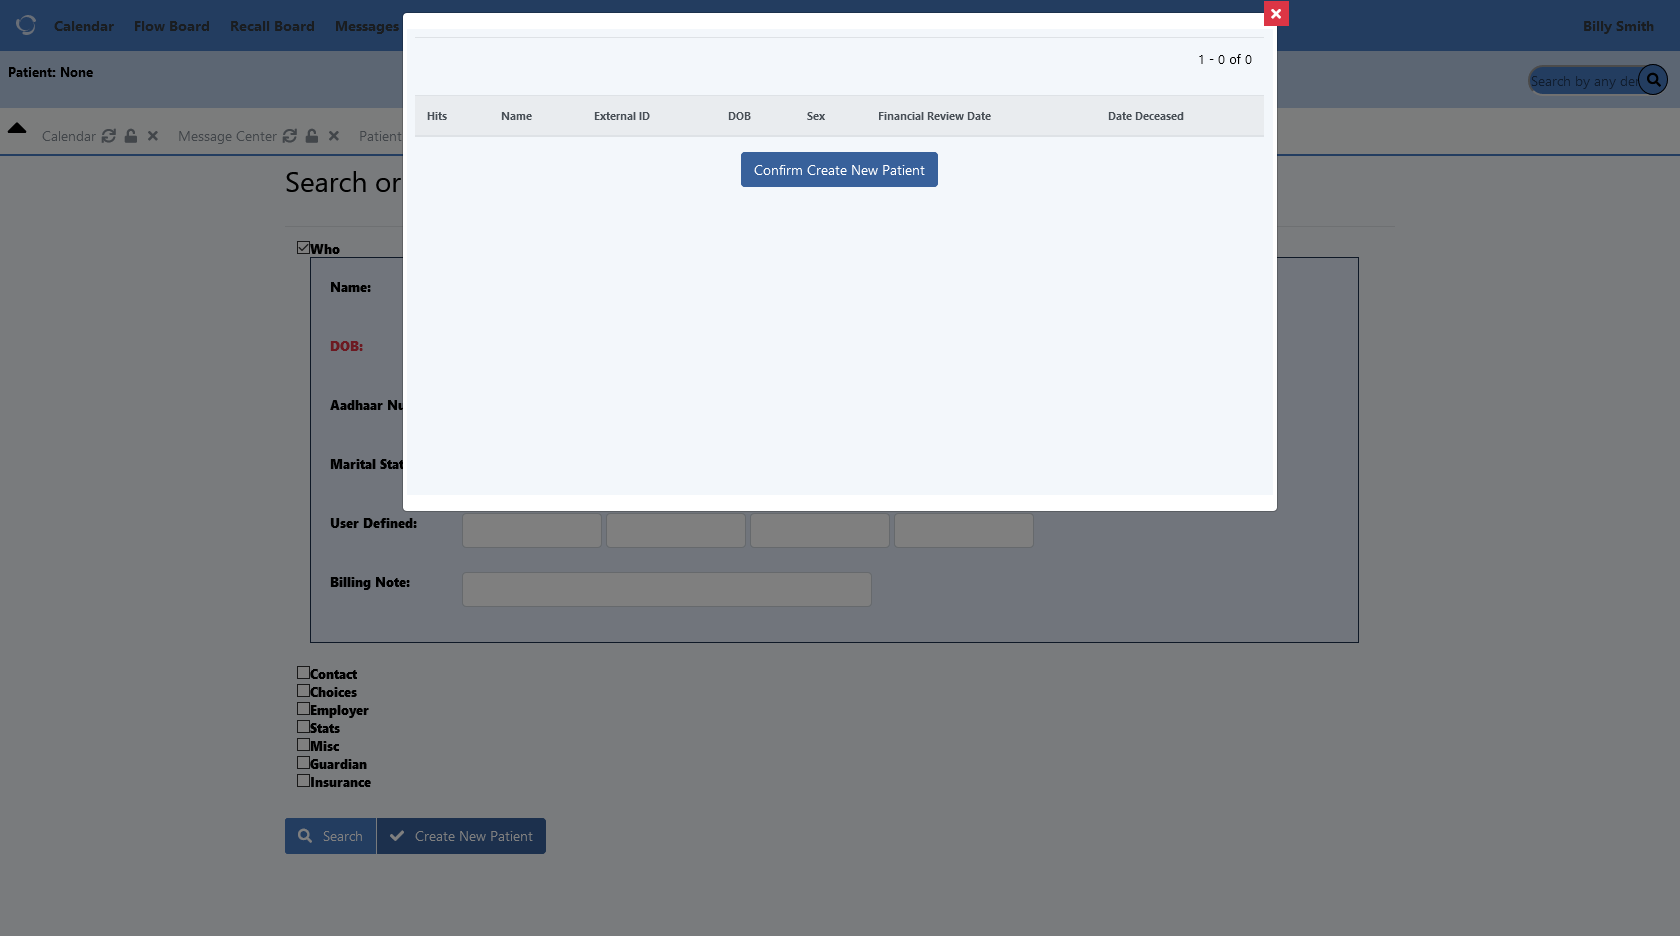 Calendar Flow Board Recall Board Messages Billy Smith
1 - 0 of 0
Patient: None
Search by any
Hits Name External ID DOB Sex Financial Review Date Date Deceased
Calendar Message Center Patient
Confirm Create New Patient
Search or
Who
Name:
DOB:
Aadhaar
Marital
User Defined:
Billing Note:
Contact
Choices
Employer
Stats
Misc
Guardian
Insurance
Search Create New Patient